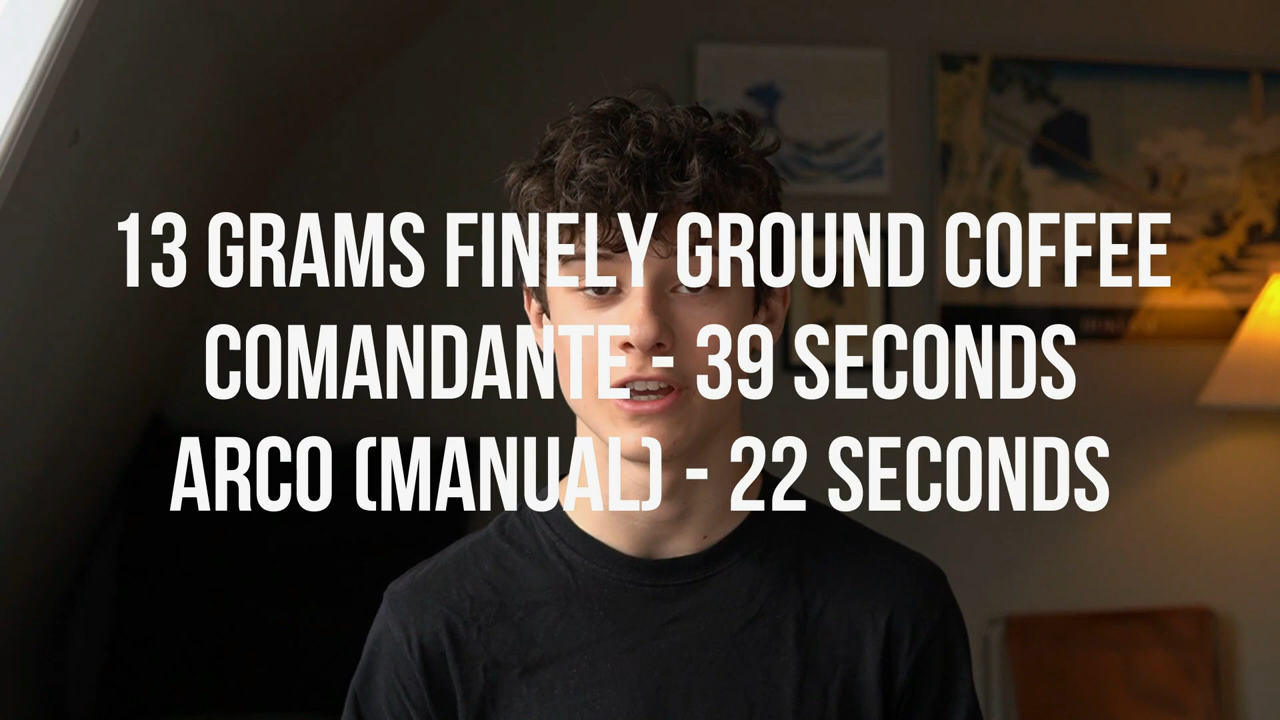 13 GRAMS FINELY GROUND COFFEE
COMANDANTE - 39 SECONDS
ARCO (MANUAL) - 22 SECONDS